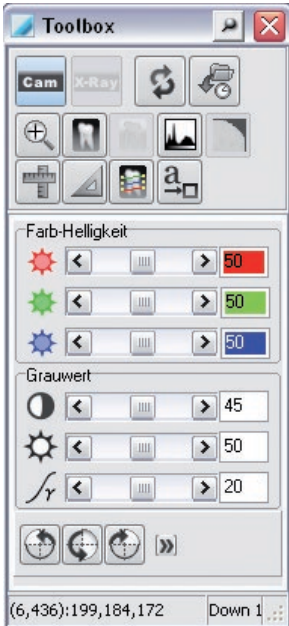 Toolbox
Cam X-Ray
a
Farb-Helligkeit
50
50
50
Grauwert
45
50
γ 20
(6,436):199,184,172 Down 1